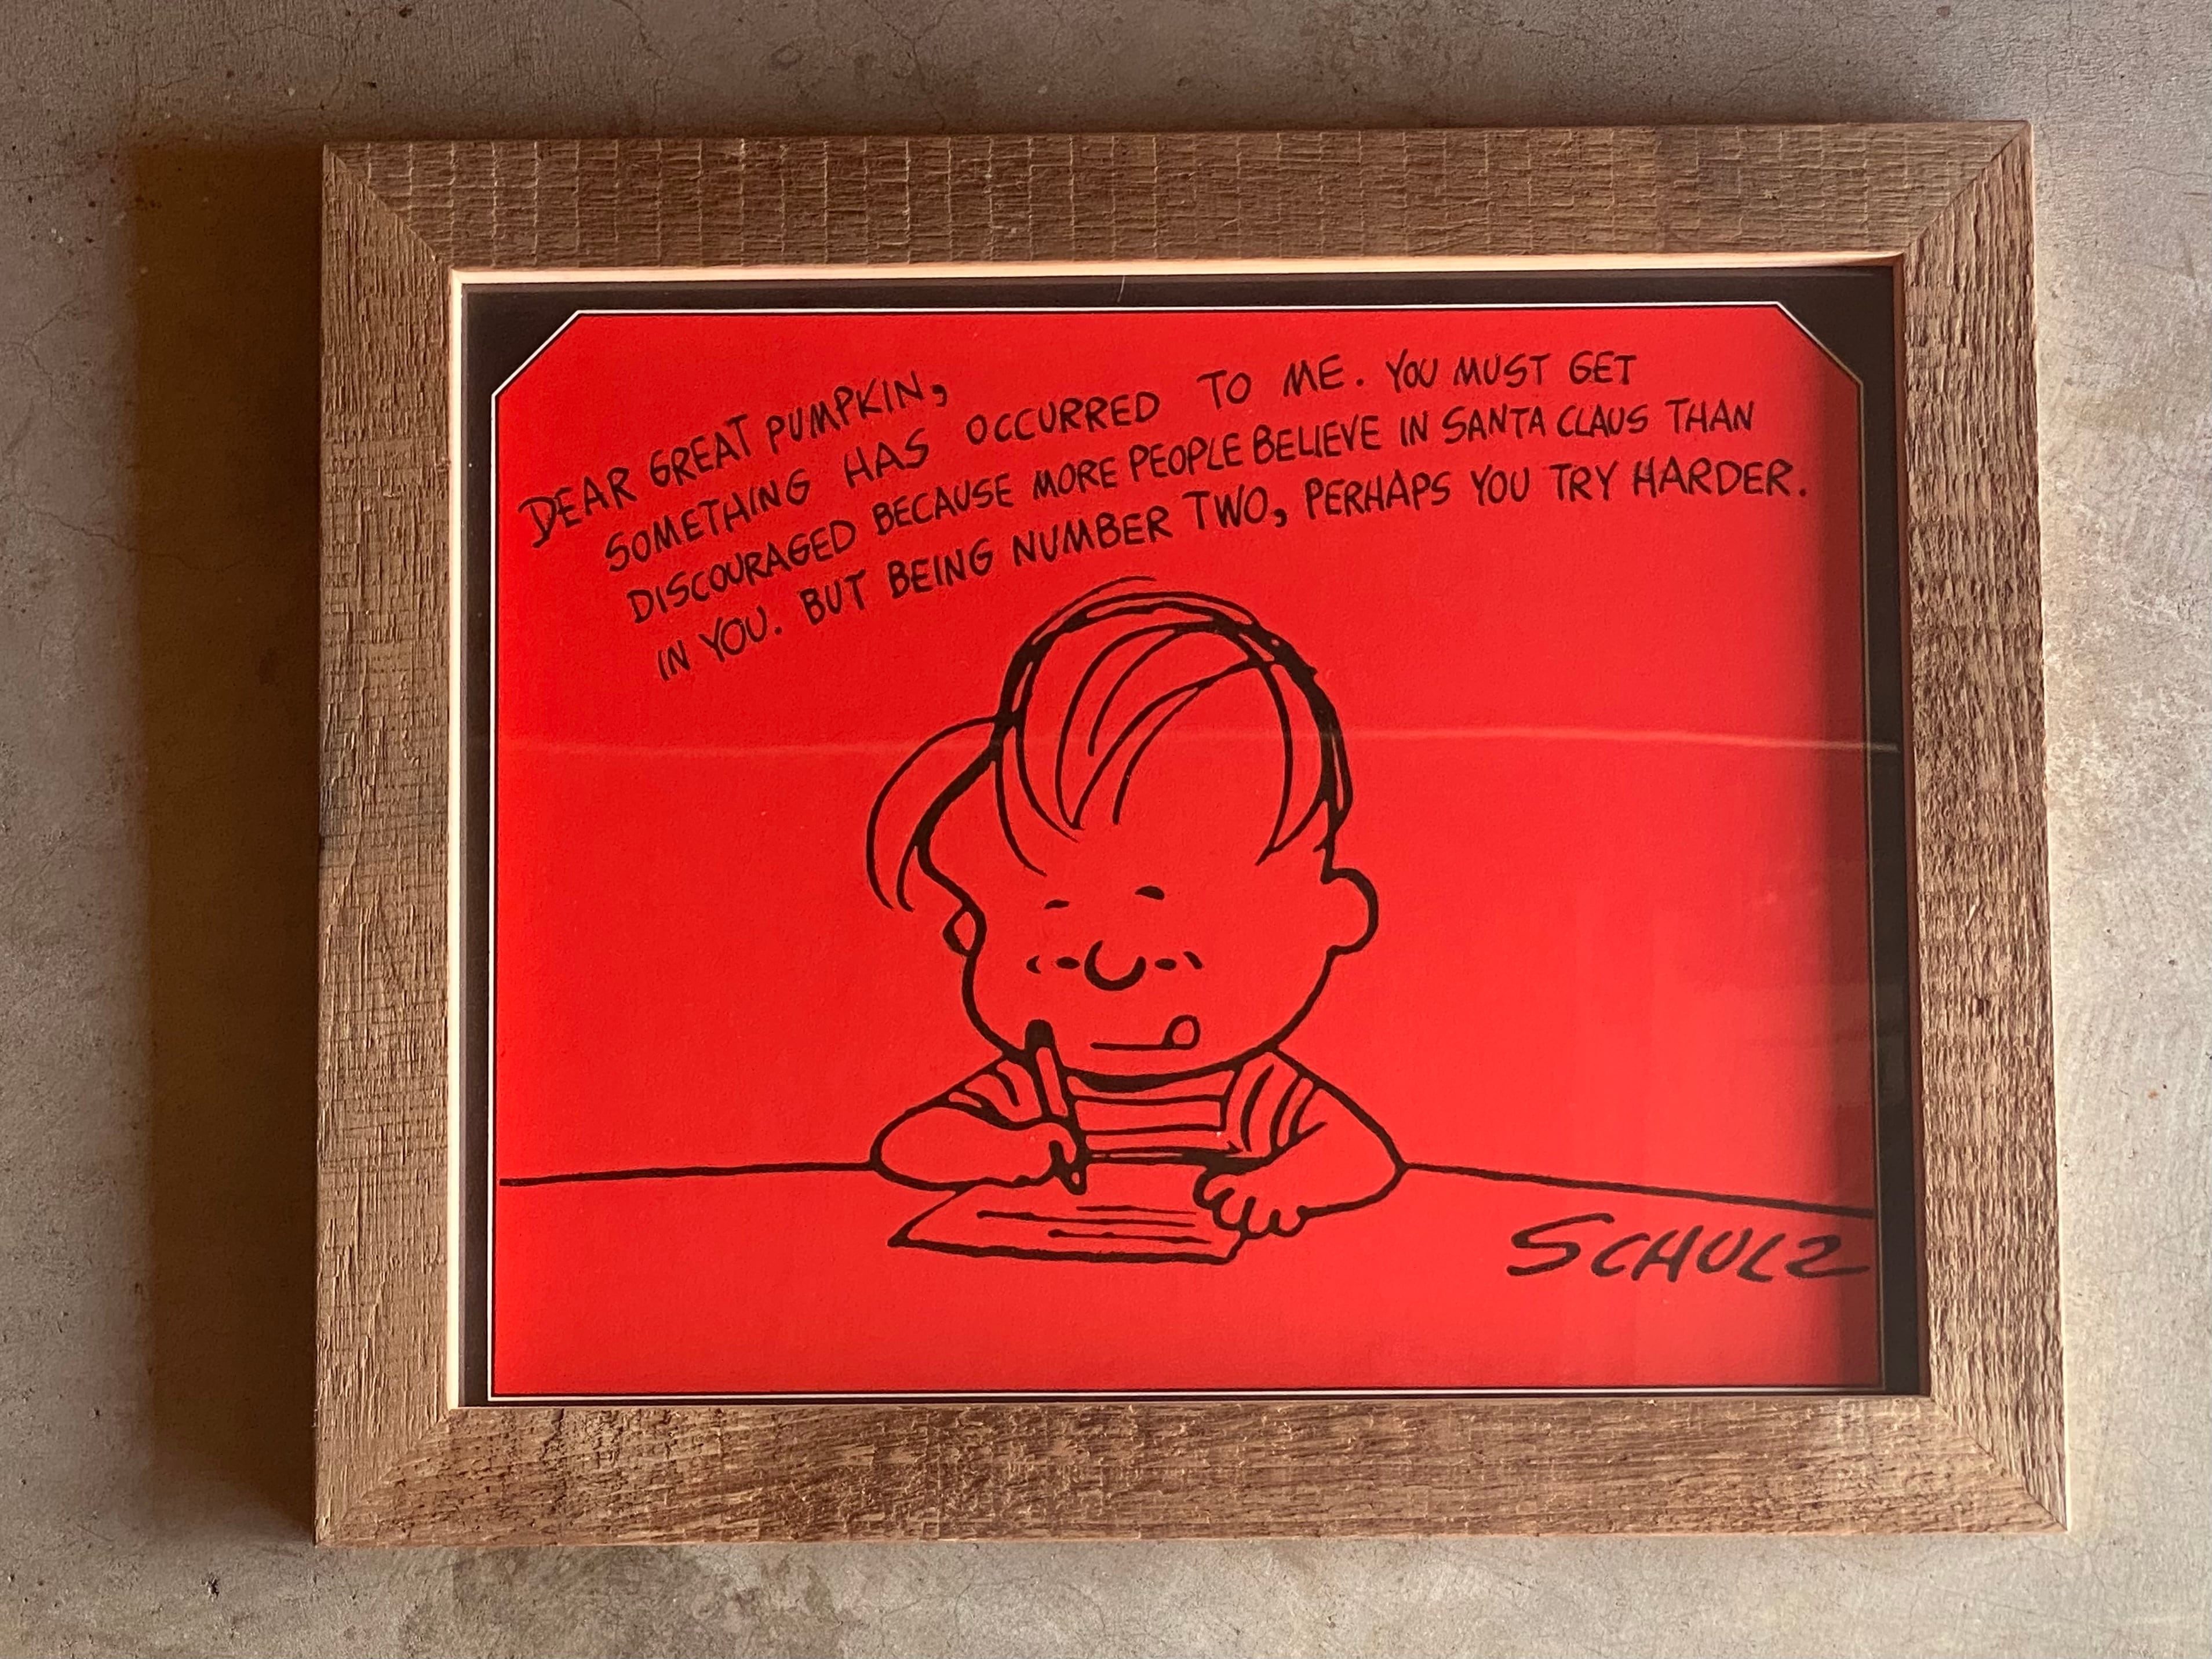 DEAR GREAT PUMPKIN,
SOMETHING HAS OCCURRED TO ME. YOU MUST GET
DISCOURAGED BECAUSE MORE PEOPLE BELIEVE IN SANTA CLAUS THAN
IN YOU. BUT BEING NUMBER TWO, PERHAPS YOU TRY HARDER.
SCHULZ